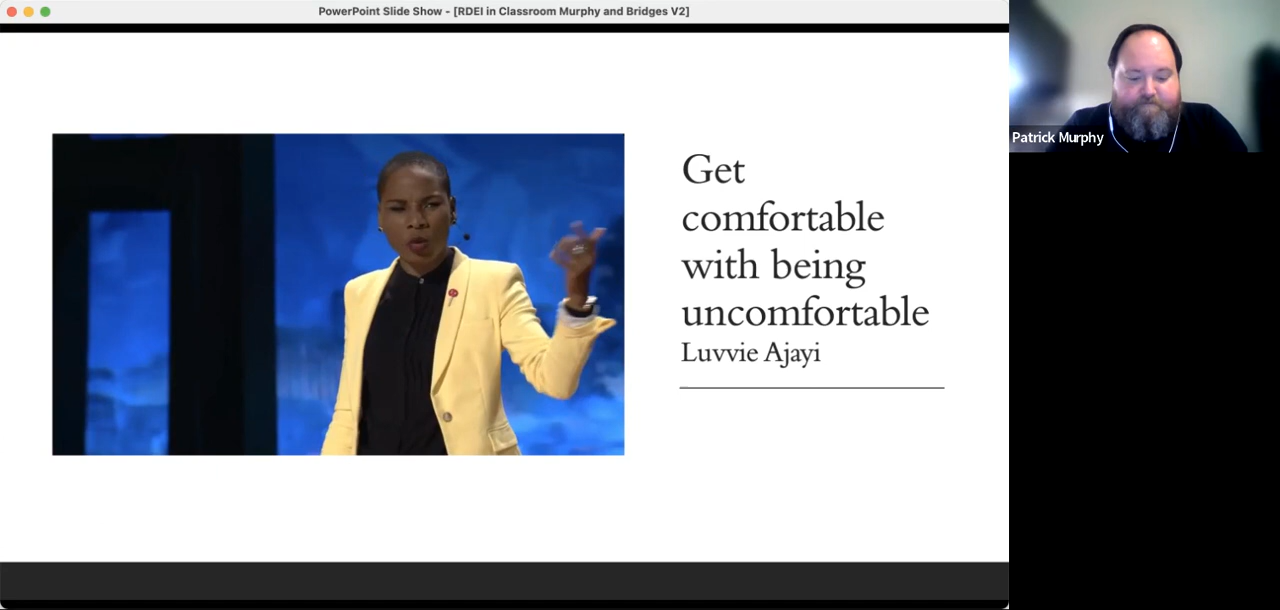 PowerPoint Slide Show - [RDEI in Classroom Murphy and Bridges V2]
Get
comfortable
with being
uncomfortable
Luvvie Ajayi
Patrick Murphy